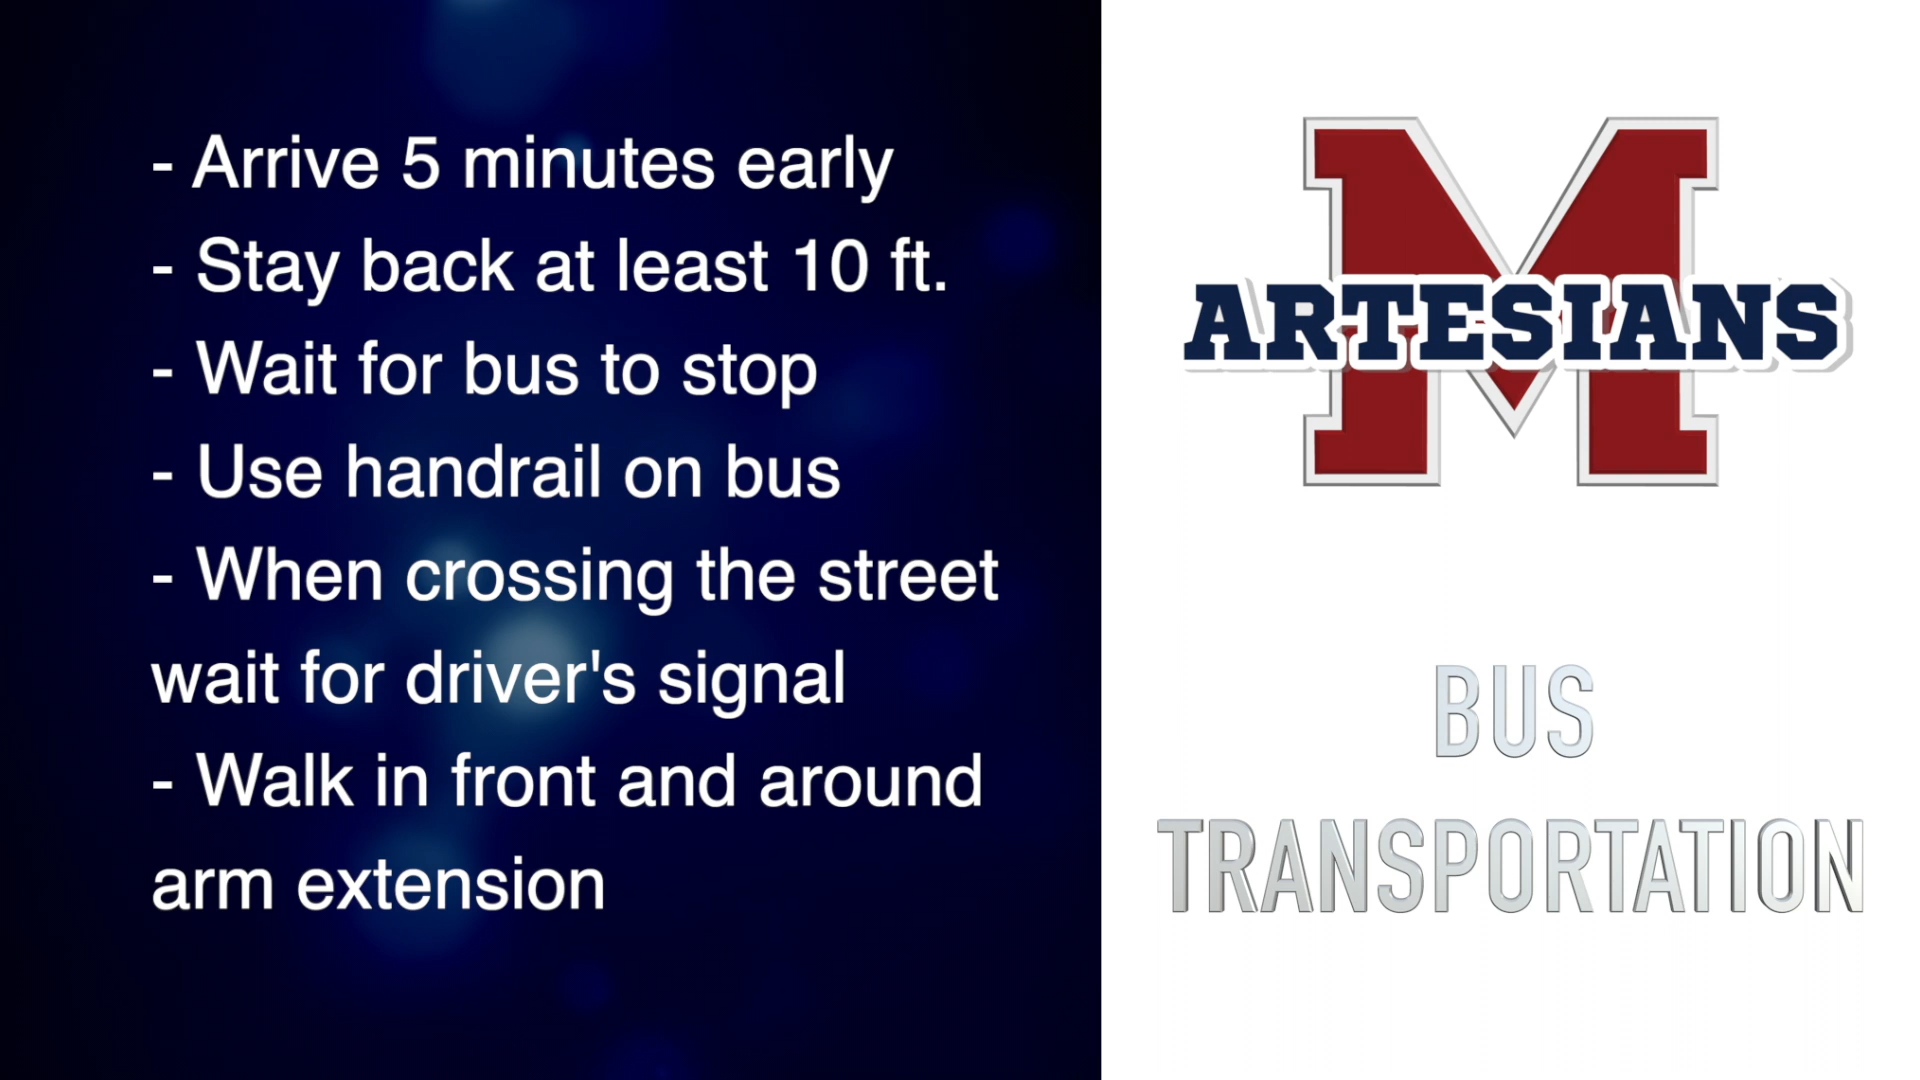 - Arrive 5 minutes early
- Stay back at least 10 ft.
- Wait for bus to stop
- Use handrail on bus
- When crossing the street
wait for driver's signal
- Walk in front and around
arm extension
M
ARTESIANS
BUS
TRANSPORTATION